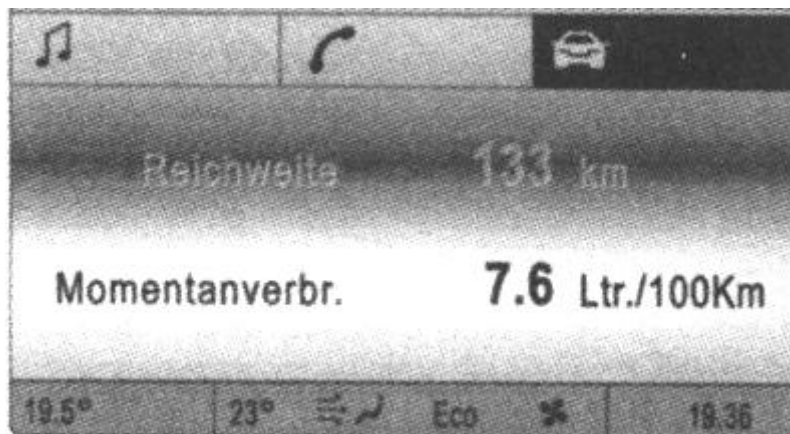 Reichweite 133 km
Momentanverbr. 7.6 Ltr./100Km
19.5° 23° Eco 19.36